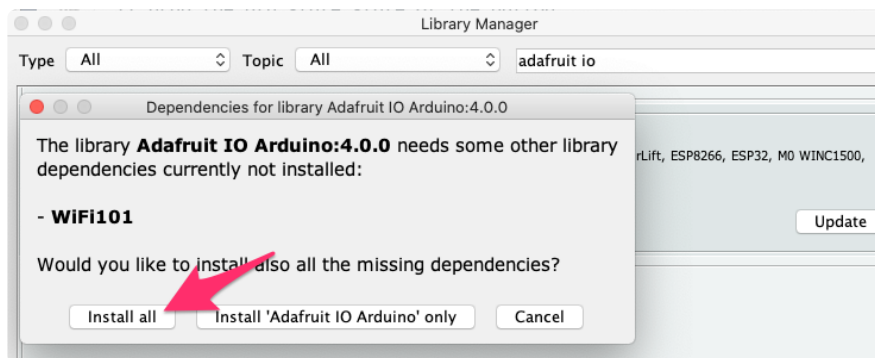 Library Manager
Type All Topic All adafruit io
Dependencies for library Adafruit IO Arduino:4.0.0
The library Adafruit IO Arduino:4.0.0 needs some other library
dependencies currently not installed:
rLift, ESP8266, ESP32, M0 WINC1500,
- WiFi101
Update
Would you like to install also all the missing dependencies?
Install all Install 'Adafruit IO Arduino' only Cancel